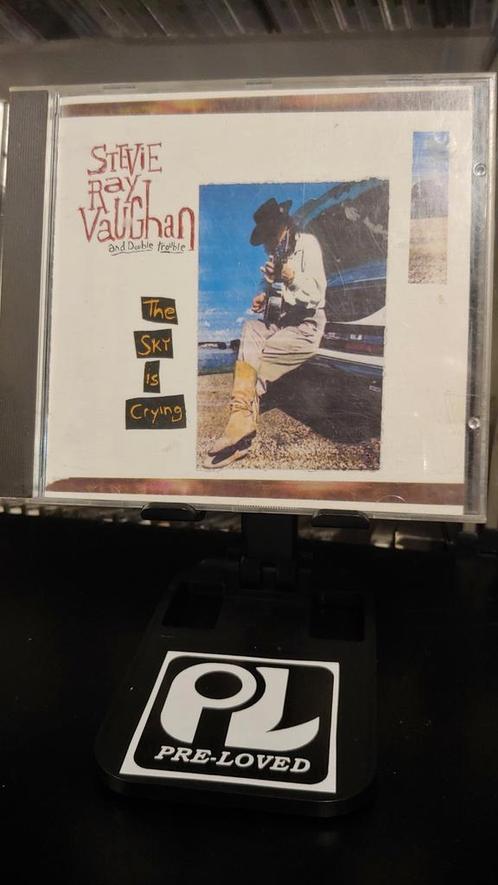 STEVIE
RAY
VAUGHAN
and Double trouble
The
SKY
is
Crying
PL
PRE-LOVED